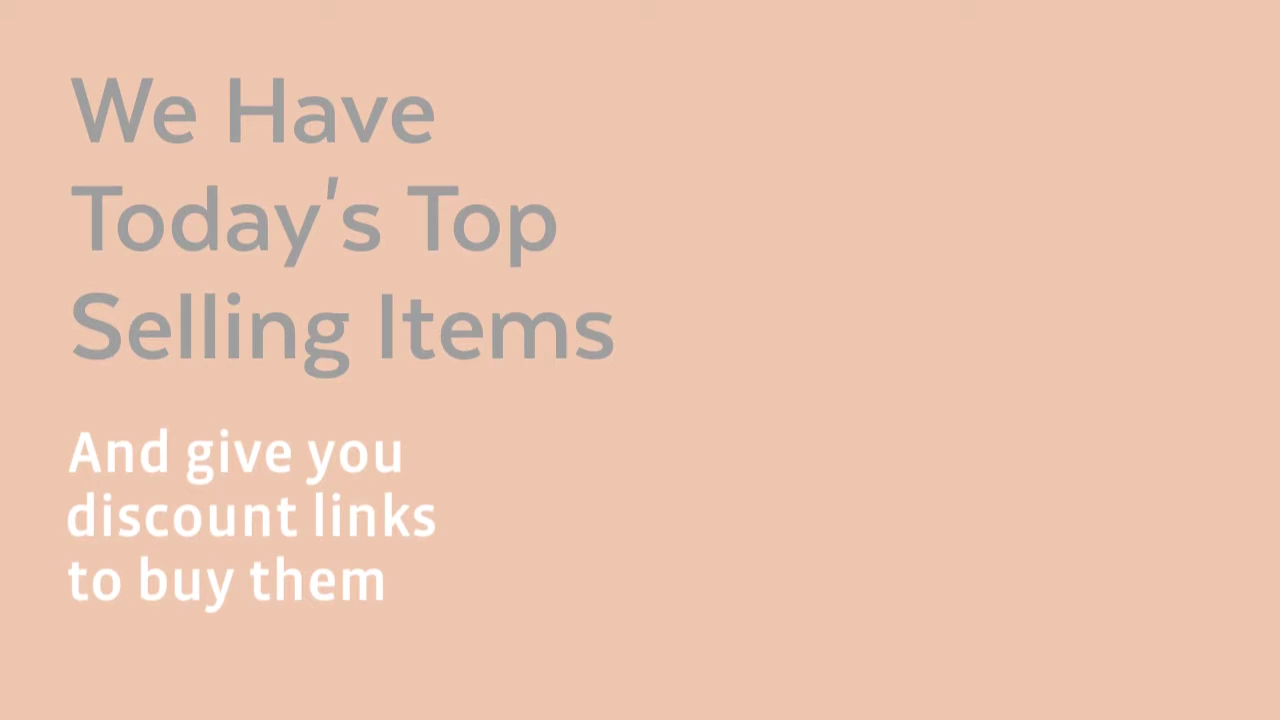 We Have
Today's Top
Selling Items
And give you
discount links
to buy them